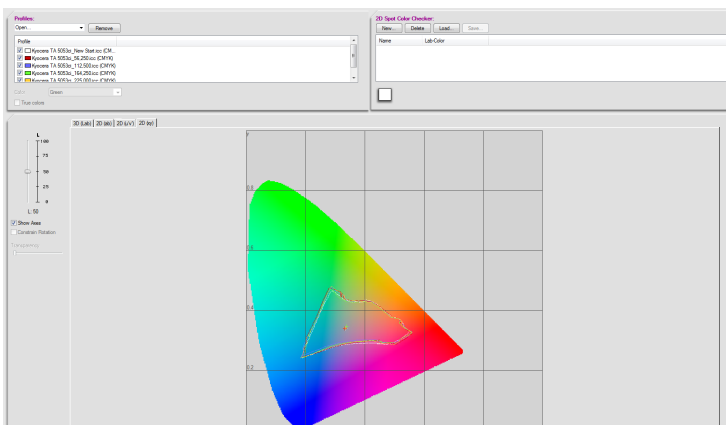 Profiles:
Open...
Remove
Profile
Kyocera TA 5053ci_New Start.icc (CM...
Kyocera TA 5053ci_56,250.icc (CMYK)
Kyocera TA 5053ci_112,500.icc (CMYK)
Kyocera TA 5053ci_164,250.icc (CMYK)
Kyocera TA 5053ci_225,000.icc (CMYK)
Color:
Green
True colors
2D Spot Color Checker:
New...
Delete
Load...
Save...
Name
Lab-Color
3D (Lab)
2D (ab)
2D (u'v')
2D (xy)
L
100
75
50
25
0
L: 50
Show Area
Constrain Rotation
Transparency
y
0.8
0.6
0.4
0.2